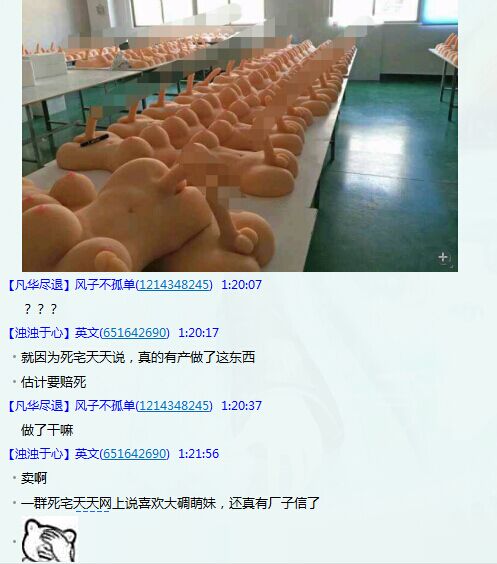 【凡华尽退】风子不孤单(1214348245) 1:20:07
？？？
【浊浊于心】英文(651642690) 1:20:17
就因为死宅天天说，真的有产做了这东西
估计要赔死
【凡华尽退】风子不孤单(1214348245) 1:20:37
做了干嘛
【浊浊于心】英文(651642690) 1:21:56
卖啊
一群死宅天天网上说喜欢大碉萌妹，还真有厂子信了